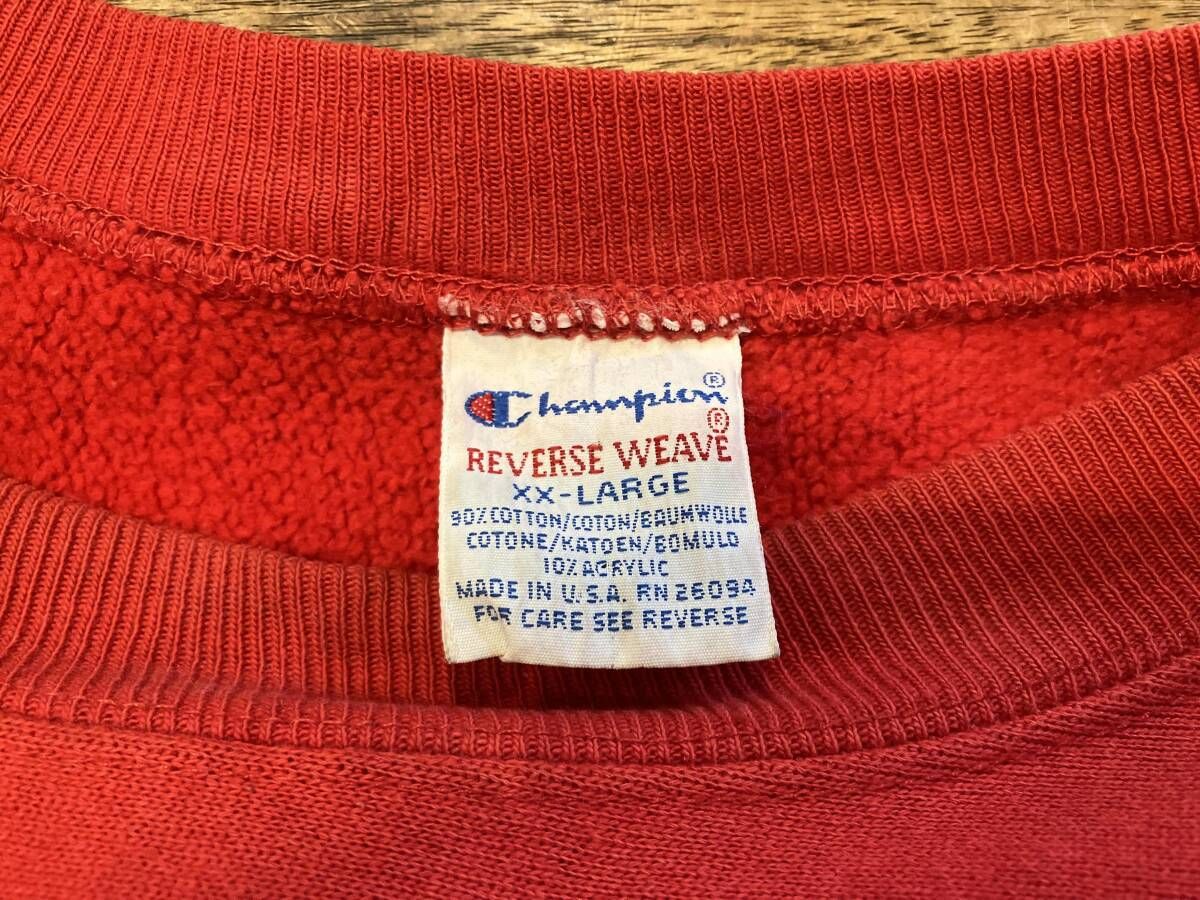 Champion®
REVERSE WEAVE®
XX-LARGE
90% COTTON/COTON/BAUMWOLLE
COTONE/KATOEN/BOMULD
10% ACRYLIC
MADE IN U.S.A. RN 26094
FOR CARE SEE REVERSE